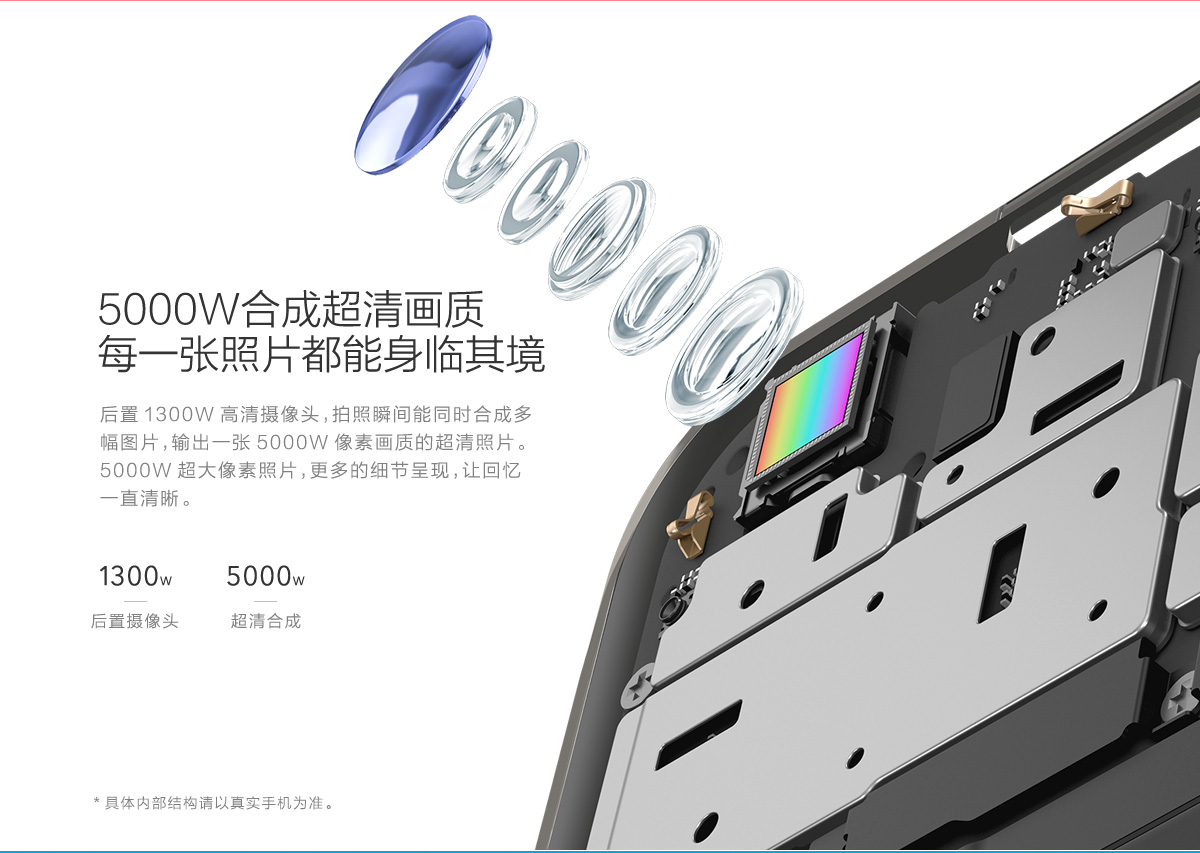 5000W合成超清画质
每一张照片都能身临其境
后置 1300W 高清摄像头,拍照瞬间能同时合成多
幅图片,输出一张 5000W 像素画质的超清照片。
5000W 超大像素照片,更多的细节呈现,让回忆
一直清晰。
1300w 5000w
后置摄像头 超清合成
* 具体内部结构请以真实手机为准。